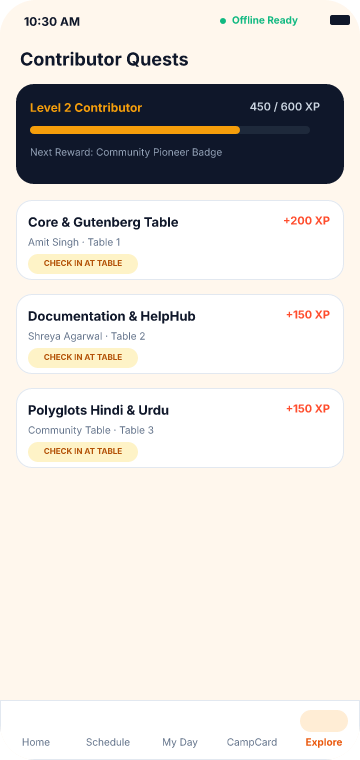 10:30 AM
Offline Ready
Contributor Quests
Level 2 Contributor
450 / 600 XP
Next Reward: Community Pioneer Badge
Core & Gutenberg Table
+200 XP
Amit Singh · Table 1
CHECK IN AT TABLE
Documentation & HelpHub
+150 XP
Shreya Agarwal · Table 2
CHECK IN AT TABLE
Polyglots Hindi & Urdu
+150 XP
Community Table · Table 3
CHECK IN AT TABLE
Home
Schedule
My Day
CampCard
Explore